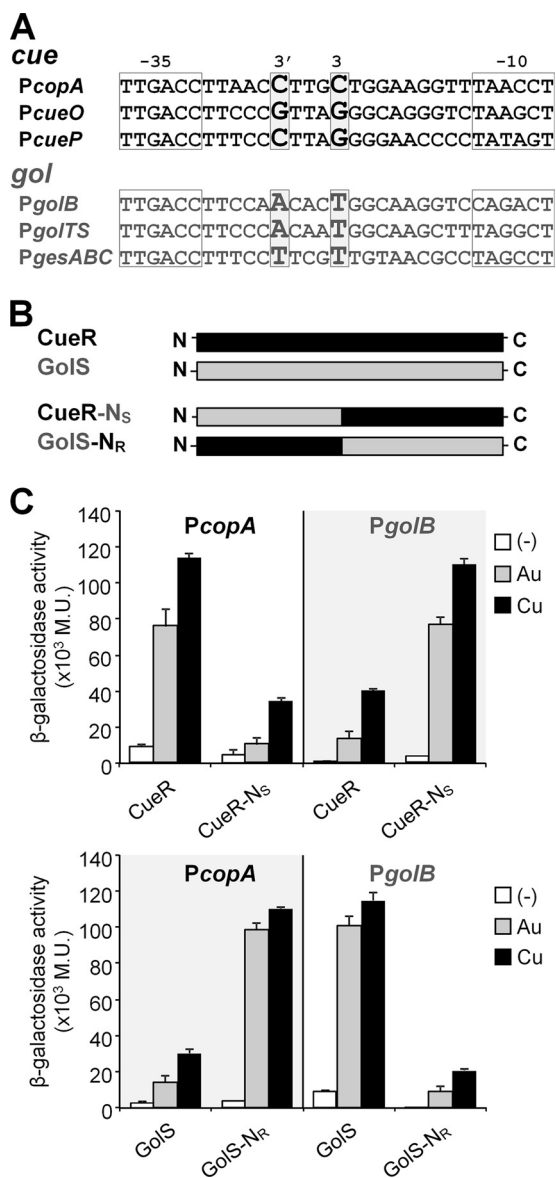 A
cue
−35 3′ 3 −10
PcopA TTGACCTTAACCTTGCTGGAAGGTTTAACCT
PcueO TTGACCTTTCCCGTTAGGGCAGGGTCTAAGCT
PcueP TTGACCTTTCCCTTAGGGGAACCCCTATAGT
gol
PgolB TTGACCTTCCAACACTGGCAAGGTCCAGACT
PgolTS TTGACCTTCCCACAATGGCAAGCTTTAGGCT
PgesABC TTGACCTTTCCTTCGTTGTAACGCCTAGCCT
B
CueR N C
GolS N C
CueR-NS N C
GolS-NR N C
C
PcopA PgolB
β-galactosidase activity
(x10³ M.U.)
140
120
100
80
60
40
20
0
(-)
Au
Cu
CueR CueR-NS CueR CueR-NS
PcopA PgolB
β-galactosidase activity
(x10³ M.U.)
140
120
100
80
60
40
20
0
(-)
Au
Cu
GolS GolS-NR GolS GolS-NR